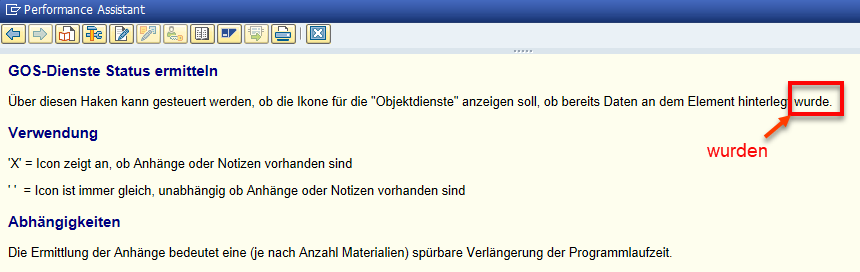 Performance Assistant
GOS-Dienste Status ermitteln
Über diesen Haken kann gesteuert werden, ob die Ikone für die "Objektdienste" anzeigen soll, ob bereits Daten an dem Element hinterlegt wurde.
wurden
Verwendung
'X' = Icon zeigt an, ob Anhänge oder Notizen vorhanden sind
' ' = Icon ist immer gleich, unabhängig ob Anhänge oder Notizen vorhanden sind
Abhängigkeiten
Die Ermittlung der Anhänge bedeutet eine (je nach Anzahl Materialien) spürbare Verlängerung der Programmlaufzeit.